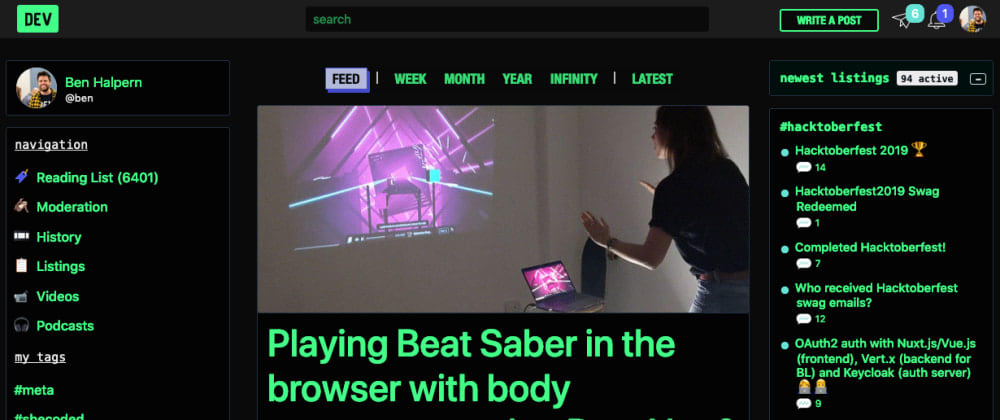 DEV
search
WRITE A POST
6
1
Ben Halpern
@ben
navigation
Reading List (6401)
Moderation
History
Listings
Videos
Podcasts
my tags
#meta
#shecoded
FEED | WEEK MONTH YEAR INFINITY | LATEST
Playing Beat Saber in the
browser with body
newest listings 94 active
#hacktoberfest
Hacktoberfest 2019
14
Hacktoberfest2019 Swag
Redeemed
1
Completed Hacktoberfest!
7
Who received Hacktoberfest
swag emails?
12
OAuth2 auth with Nuxt.js/Vue.js
(frontend), Vert.x (backend for
BL) and Keycloak (auth server)
9